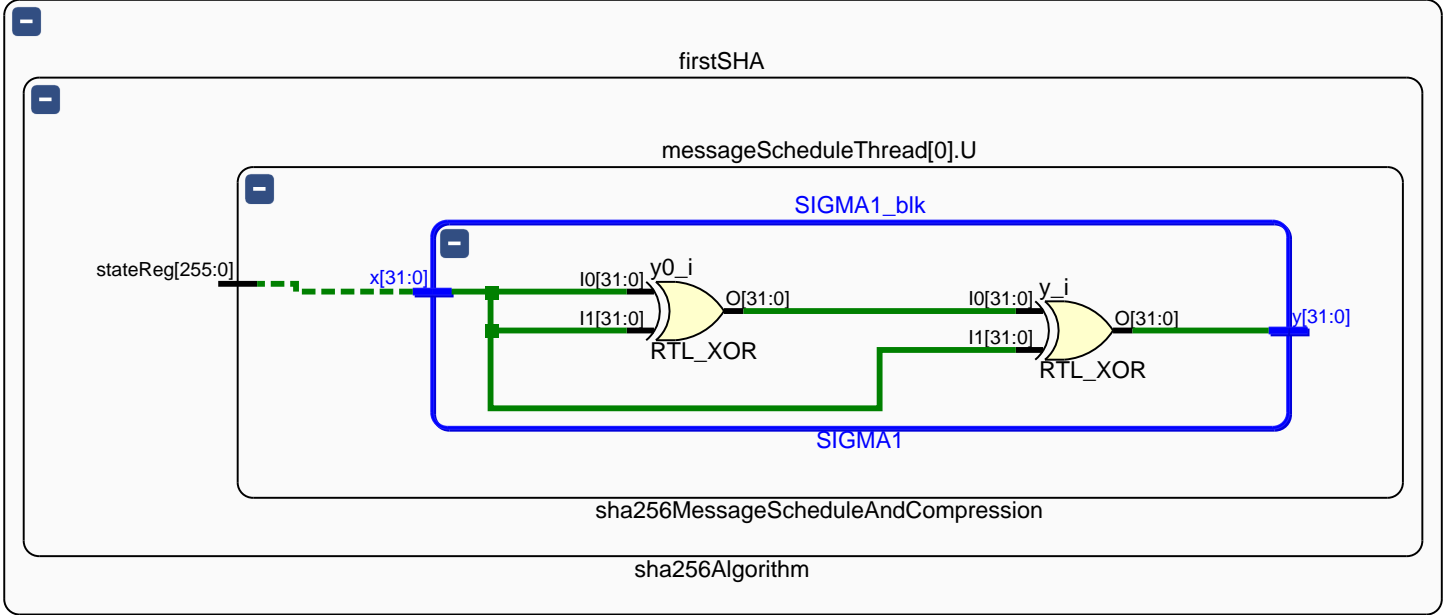 firstSHA
messageScheduleThread[0].U
SIGMA1_blk
stateReg[255:0]
x[31:0]
I0[31:0]
I1[31:0]
y0_i
O[31:0]
RTL_XOR
I0[31:0]
I1[31:0]
y_i
O[31:0]
RTL_XOR
y[31:0]
SIGMA1
sha256MessageScheduleAndCompression
sha256Algorithm